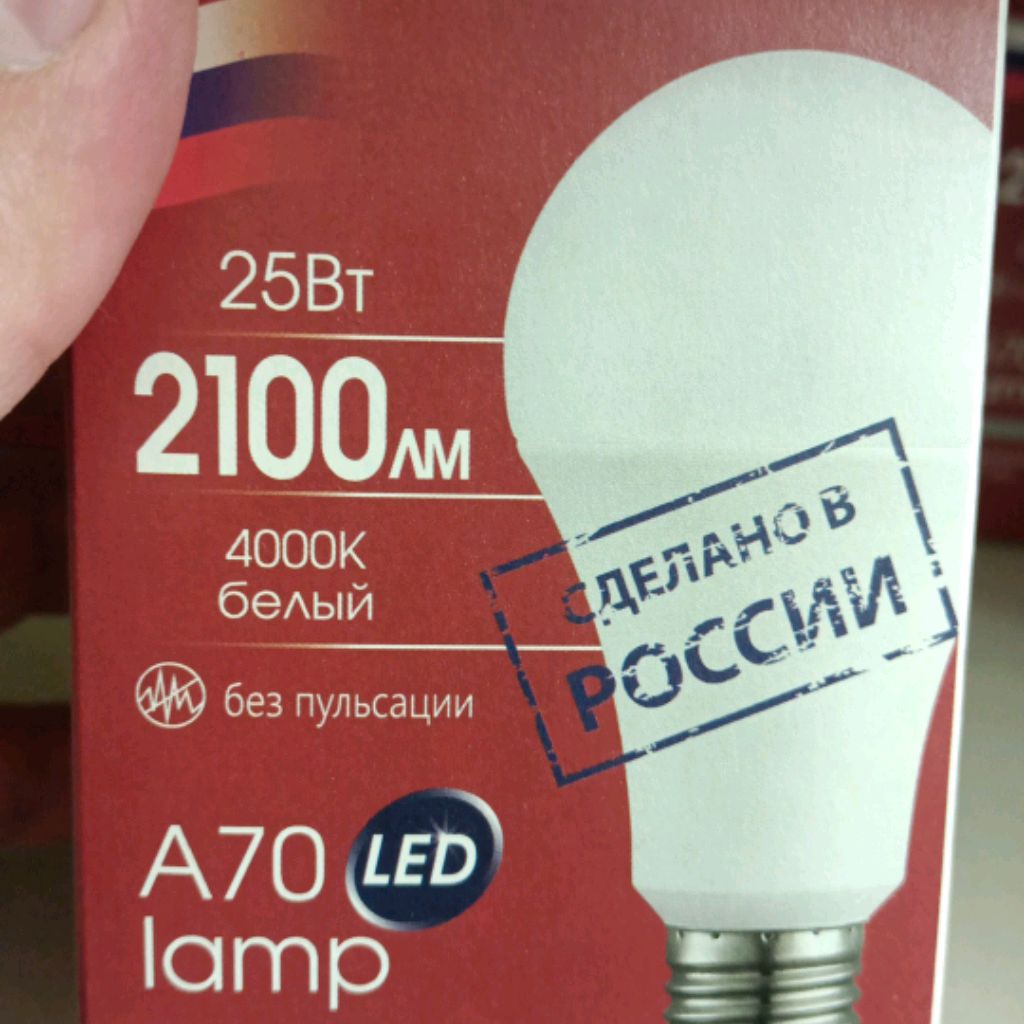 25Вт
2100лм
4000К
белый
без пульсации
СДЕЛАНО В
РОССИИ
A70 LED
lamp